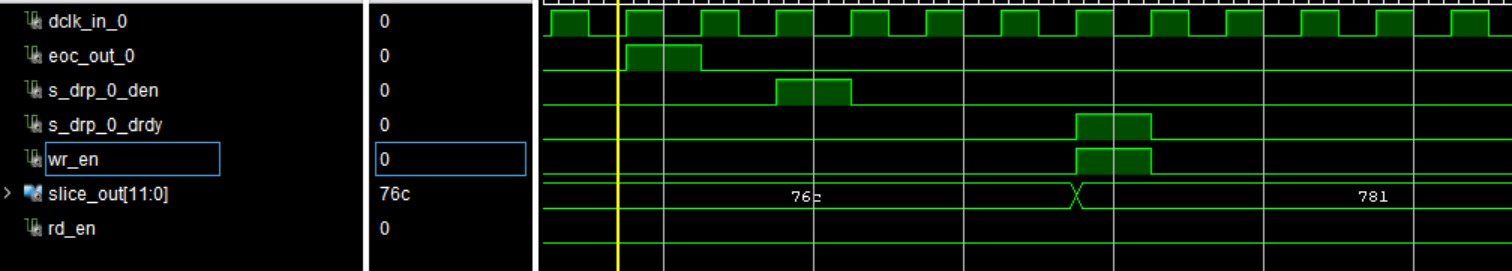 dclk_in_0 0
eoc_out_0 0
s_drp_0_den 0
s_drp_0_drdy 0
wr_en 0
slice_out[11:0] 76c 76c 781
rd_en 0